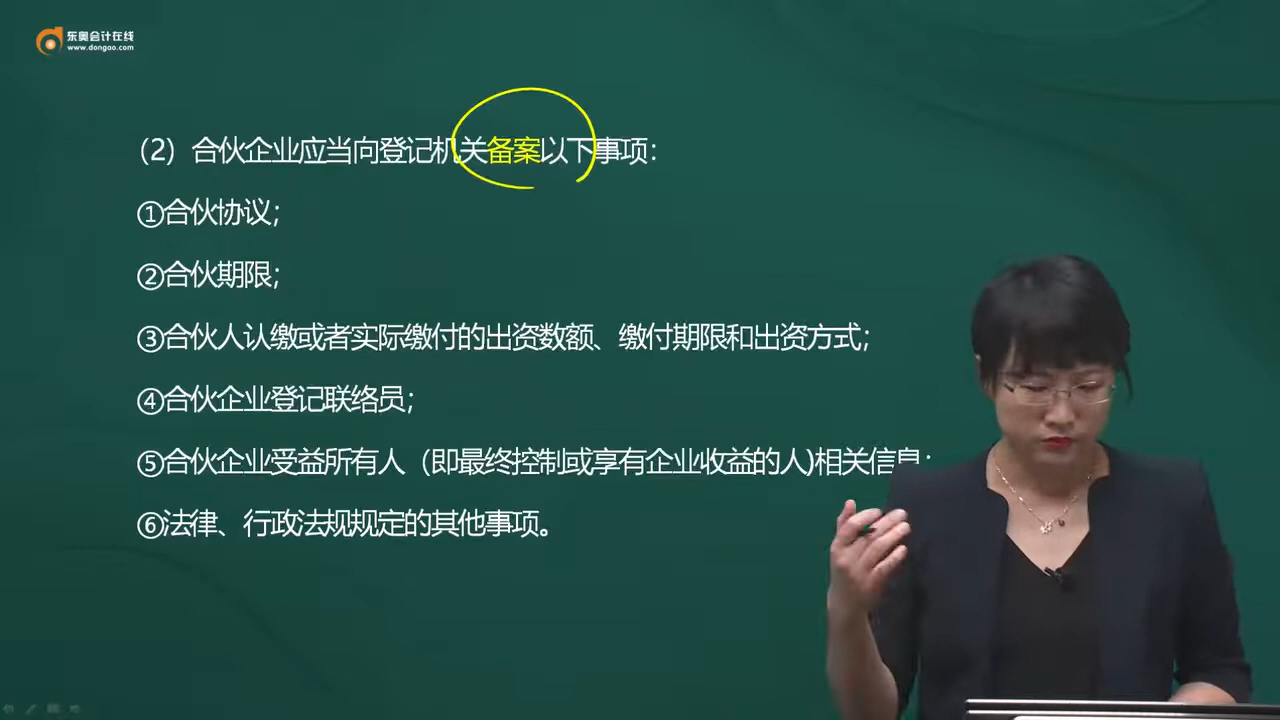 东奥会计在线
www.dongao.com
（2）合伙企业应当向登记机关备案以下事项：
①合伙协议；
②合伙期限；
③合伙人认缴或者实际缴付的出资数额、缴付期限和出资方式；
④合伙企业登记联络员；
⑤合伙企业受益所有人（即最终控制或享有企业收益的人)相关信息；
⑥法律、行政法规规定的其他事项。